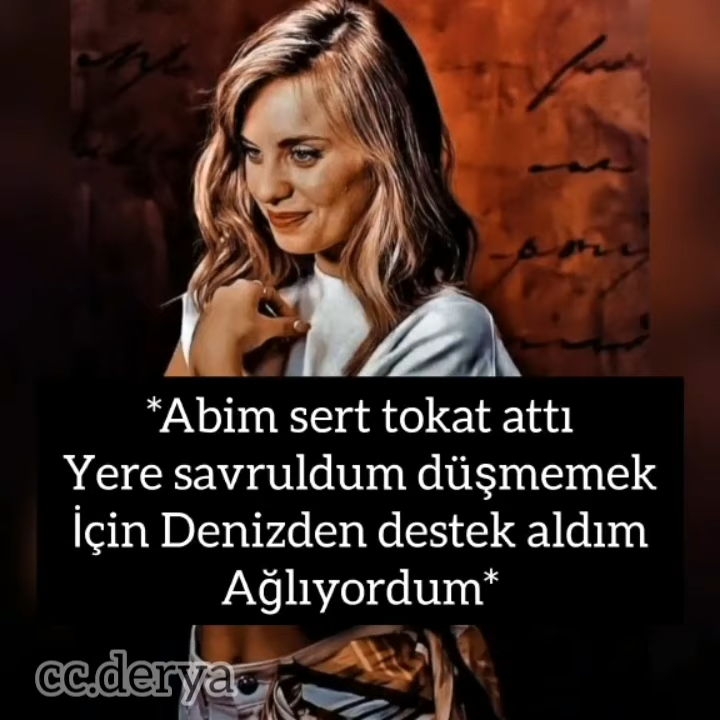 *Abim sert tokat attı
Yere savruldum düşmemek
İçin Denizden destek aldım
Ağlıyordum*
cc.derya